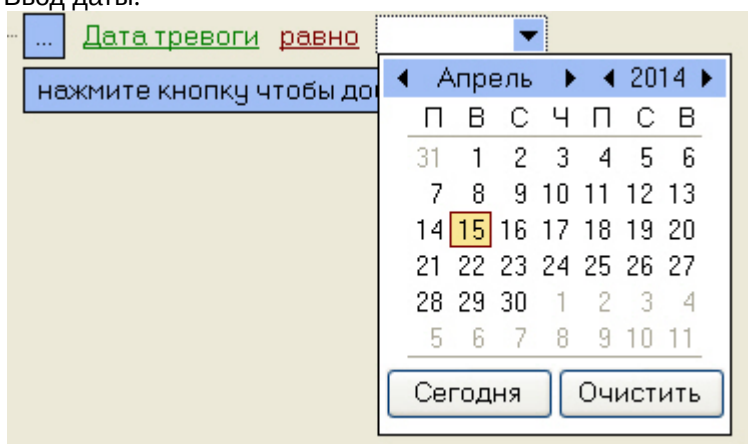 Ввод даты:
... Дата тревоги равно
нажмите кнопку чтобы
Апрель 2014
П В С Ч П С В
31 1 2 3 4 5 6
7 8 9 10 11 12 13
14 15 16 17 18 19 20
21 22 23 24 25 26 27
28 29 30 1 2 3 4
5 6 7 8 9 10 11
Сегодня Очистить